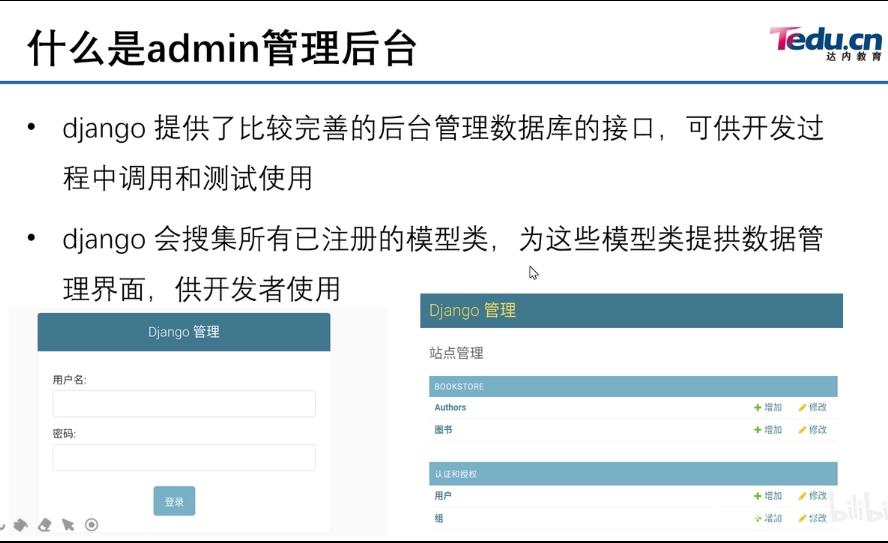 什么是admin管理后台
Tedu.cn
达内教育
• django 提供了比较完善的后台管理数据库的接口，可供开发过
程中调用和测试使用
• django 会搜集所有已注册的模型类，为这些模型类提拱数据管
理界面，供开发者使用
Django 管理
用户名:
密码:
登录
Django 管理
站点管理
BOOKSTORE
Authors 增加 修改
图书 增加 修改
认证和授权
用户 增加 修改
组 增加 修改
bilibili